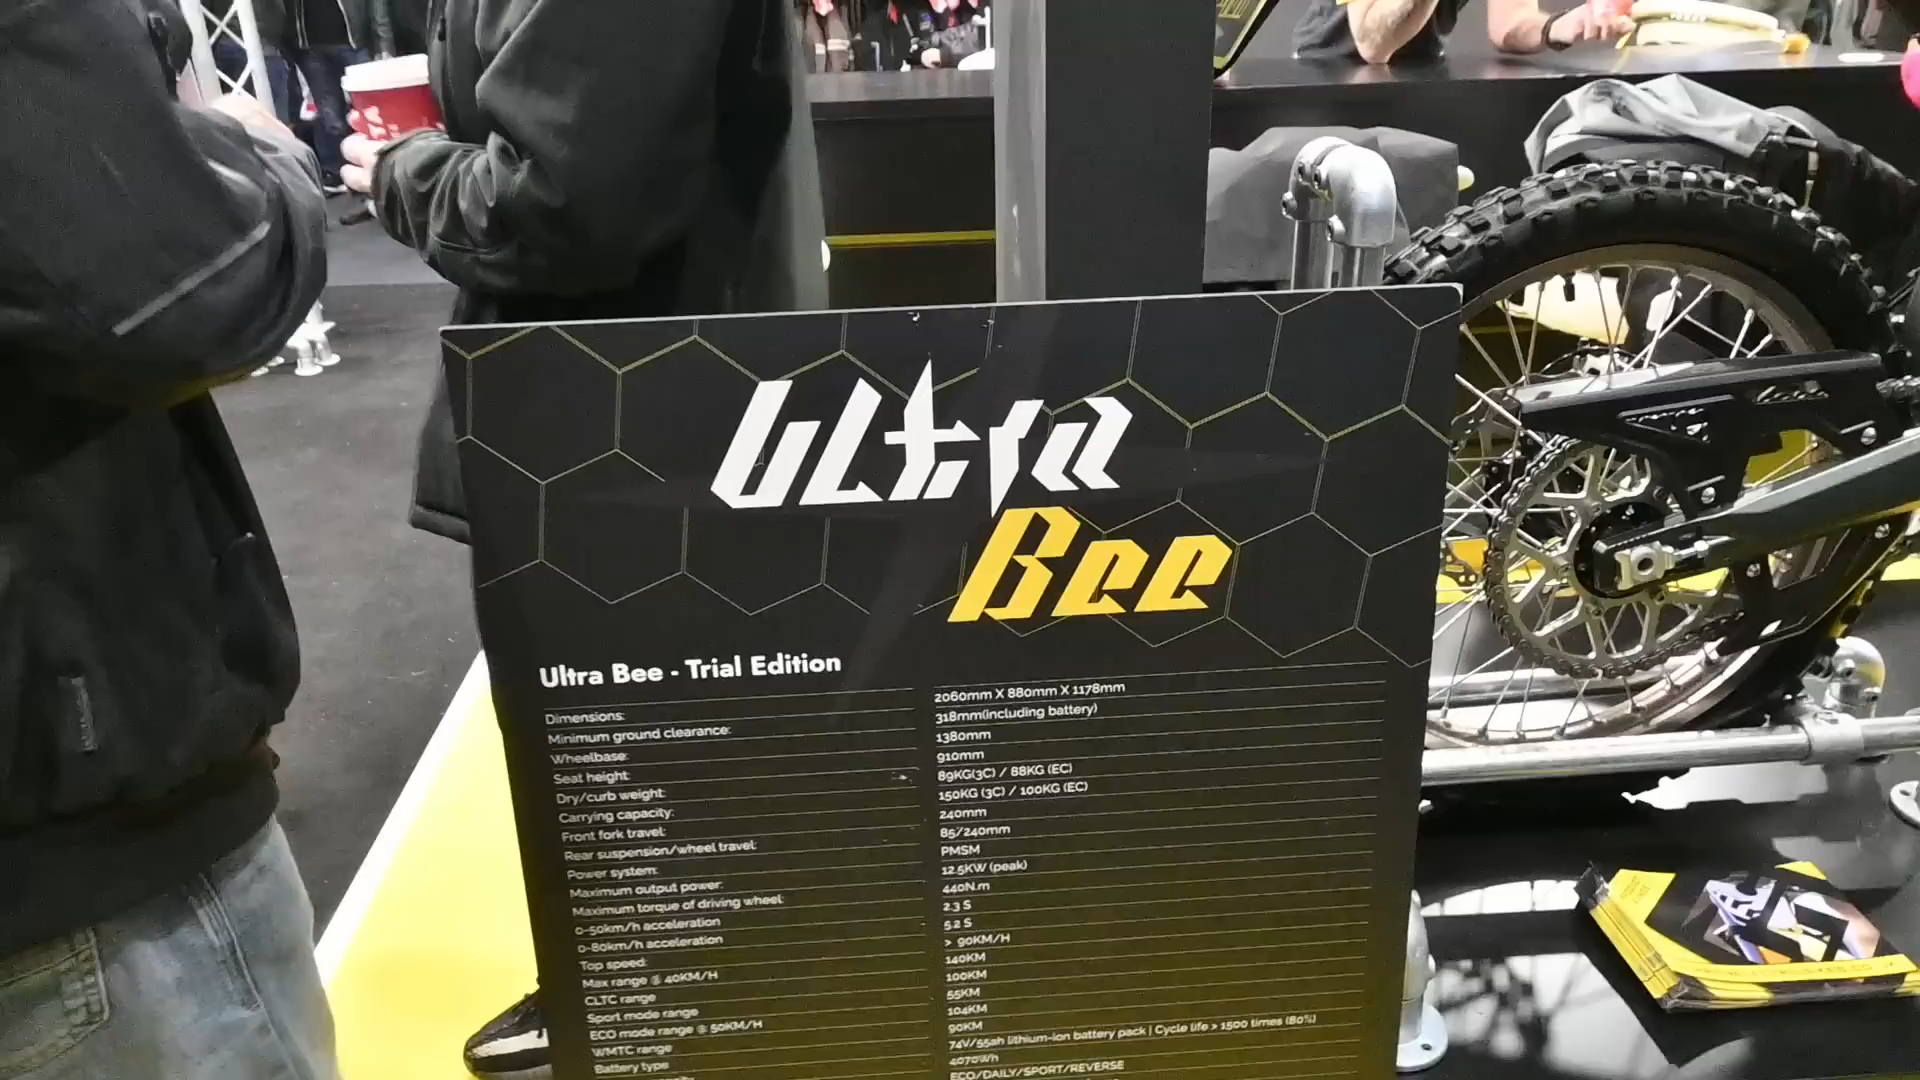 Ultra
Bee
Ultra Bee - Trial Edition
Dimensions: 2060mm X 880mm X 1178mm
Minimum ground clearance: 318mm(including battery)
Wheelbase: 1380mm
Seat height: 910mm
Dry/curb weight: 89KG(3C) / 88KG (EC)
Carrying capacity: 150KG (3C) / 100KG (EC)
Front fork travel: 240mm
Rear suspension/wheel travel: 85/240mm
Power system: PMSM
Maximum output power: 12.5KW (peak)
Maximum torque of driving wheel: 440N.m
0-50km/h acceleration 2.3 S
0-80km/h acceleration 5.2 S
Top speed: > 90KM/H
Max range @ 40KM/H 140KM
CLTC range 100KM
Sport mode range 55KM
ECO mode range @ 50KM/H 104KM
WMTC range 90KM
Battery type 74V/55ah lithium-ion battery pack | Cycle life > 1500 times (80%)
4070Wh
ECO/DAILY/SPORT/REVERSE